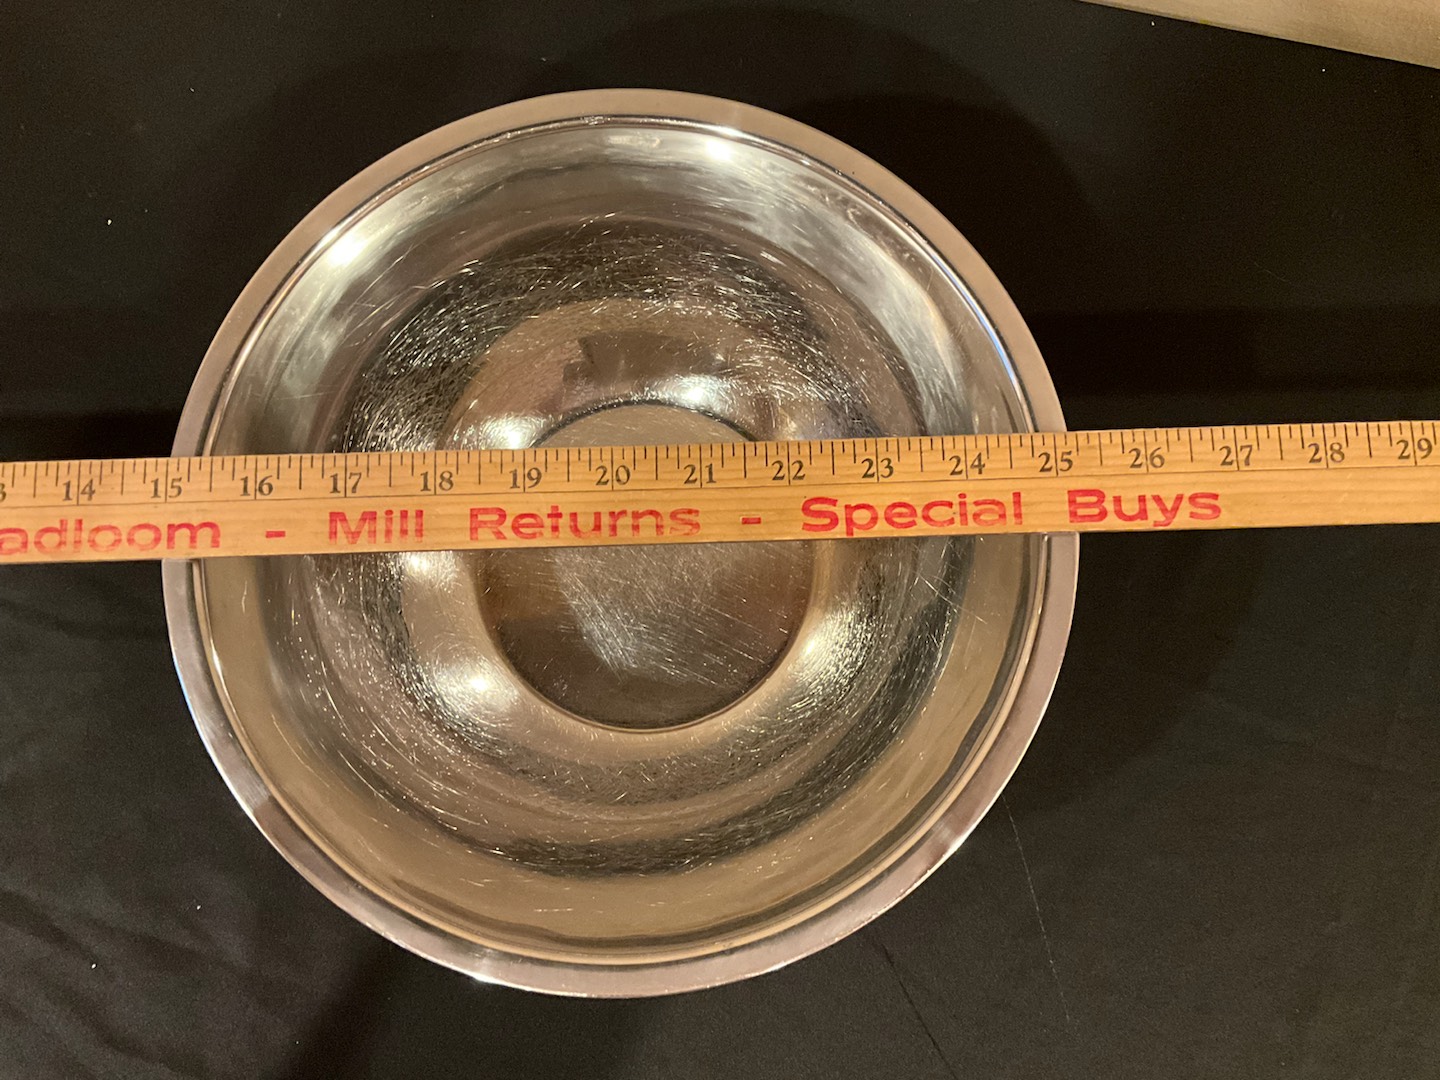 3 14 15 16 17 18 19 20 21 22 23 24 25 26 27 28 29
adloom - Mill Returns - Special Buys